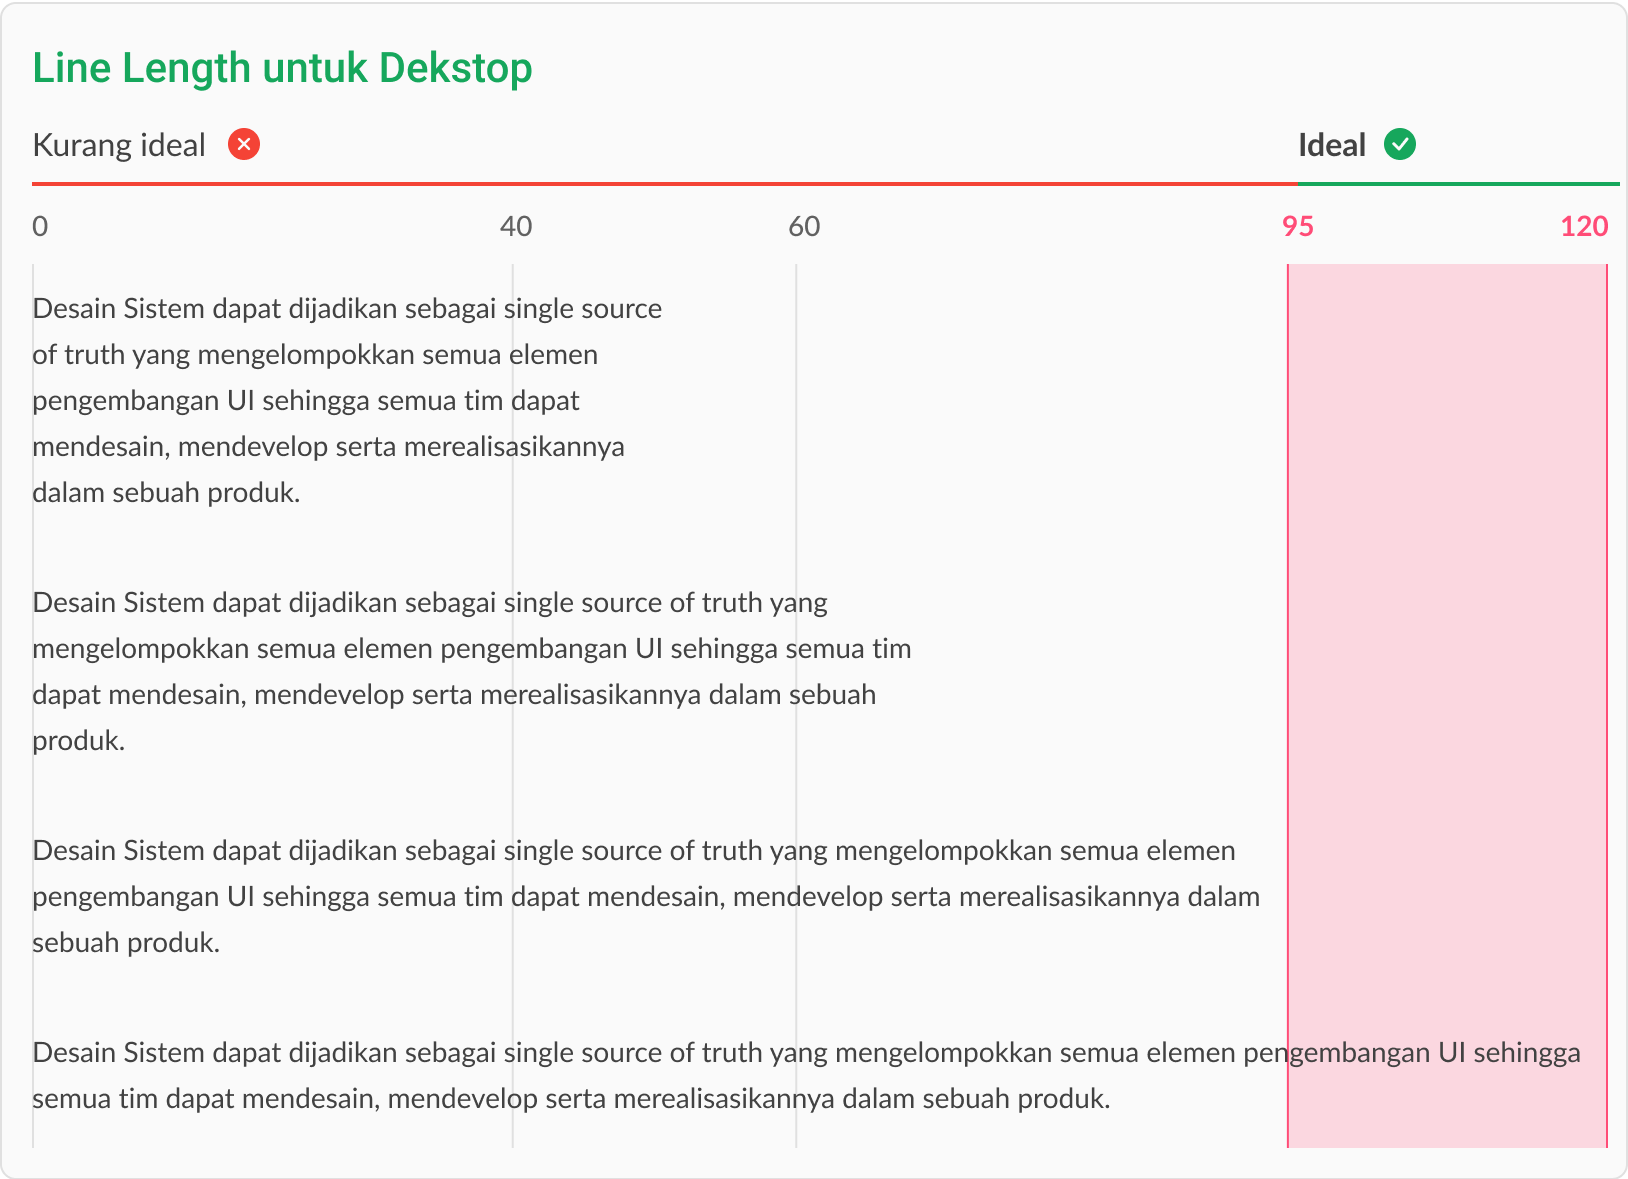 Line Length untuk Dekstop
Kurang ideal
Ideal
0 40 60 95 120
Desain Sistem dapat dijadikan sebagai single source
of truth yang mengelompokkan semua elemen
pengembangan UI sehingga semua tim dapat
mendesain, mendevelop serta merealisasikannya
dalam sebuah produk.
Desain Sistem dapat dijadikan sebagai single source of truth yang
mengelompokkan semua elemen pengembangan UI sehingga semua tim
dapat mendesain, mendevelop serta merealisasikannya dalam sebuah
produk.
Desain Sistem dapat dijadikan sebagai single source of truth yang mengelompokkan semua elemen
pengembangan UI sehingga semua tim dapat mendesain, mendevelop serta merealisasikannya dalam
sebuah produk.
Desain Sistem dapat dijadikan sebagai single source of truth yang mengelompokkan semua elemen pengembangan UI sehingga
semua tim dapat mendesain, mendevelop serta merealisasikannya dalam sebuah produk.